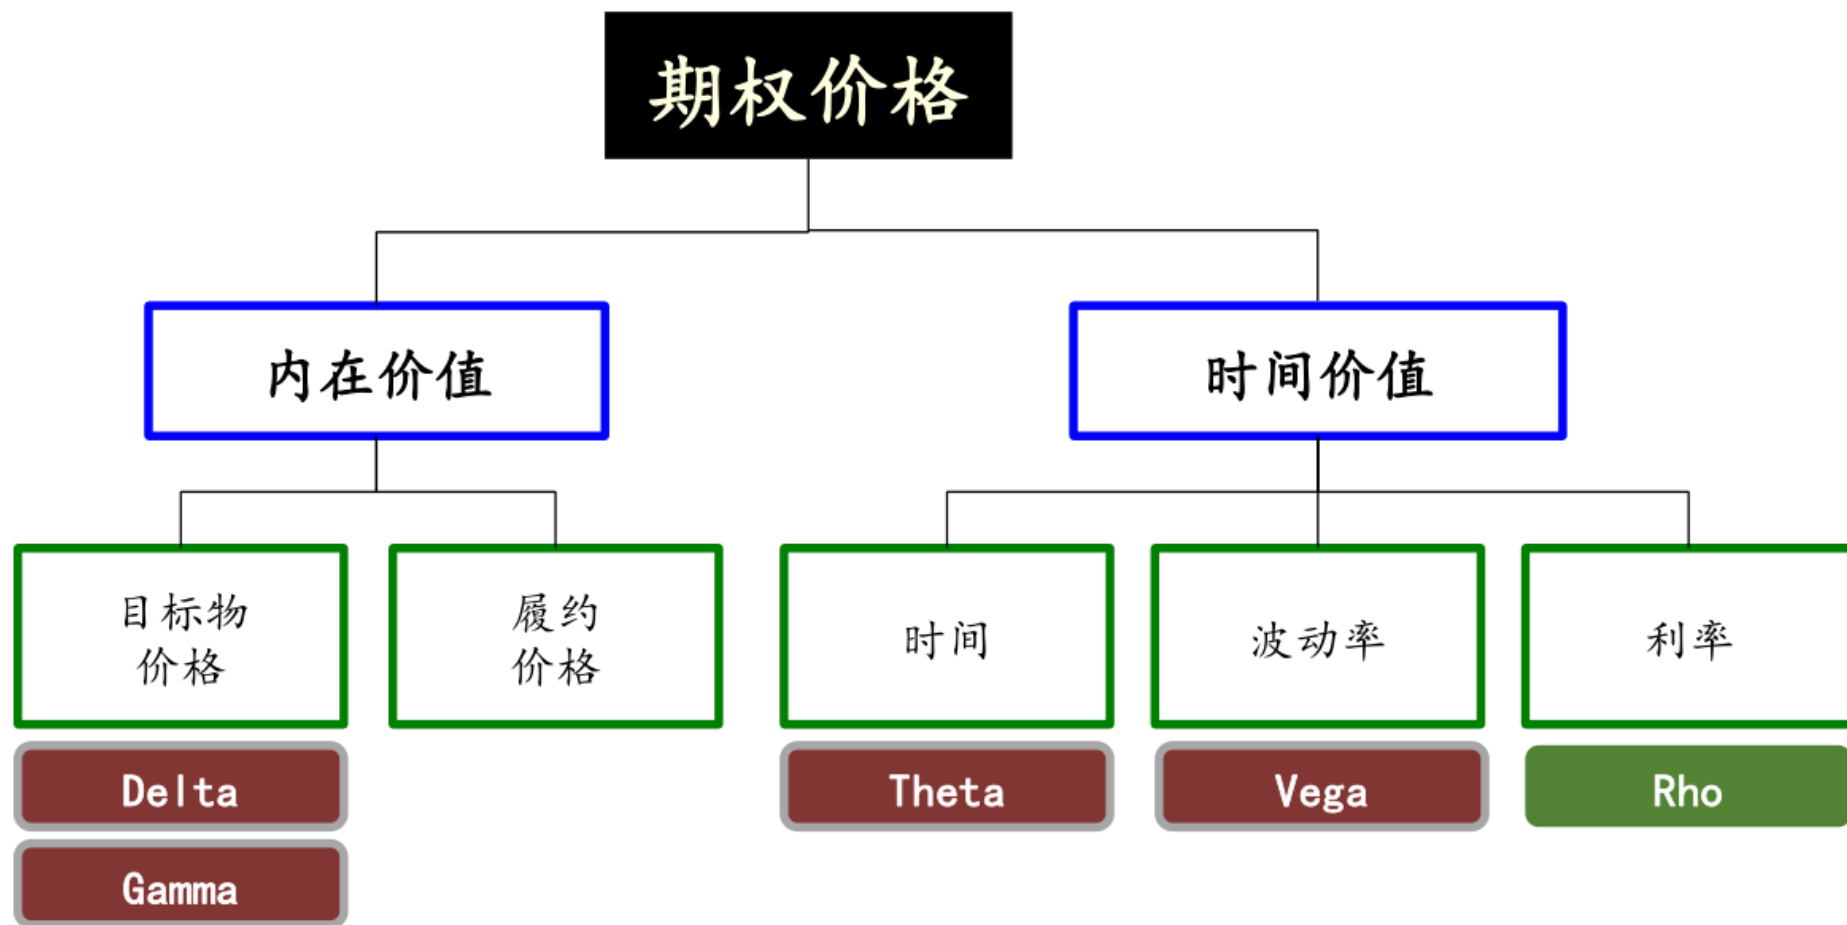 期权价格
内在价值
时间价值
目标物
价格
履约
价格
时间
波动率
利率
Delta
Theta
Vega
Rho
Gamma